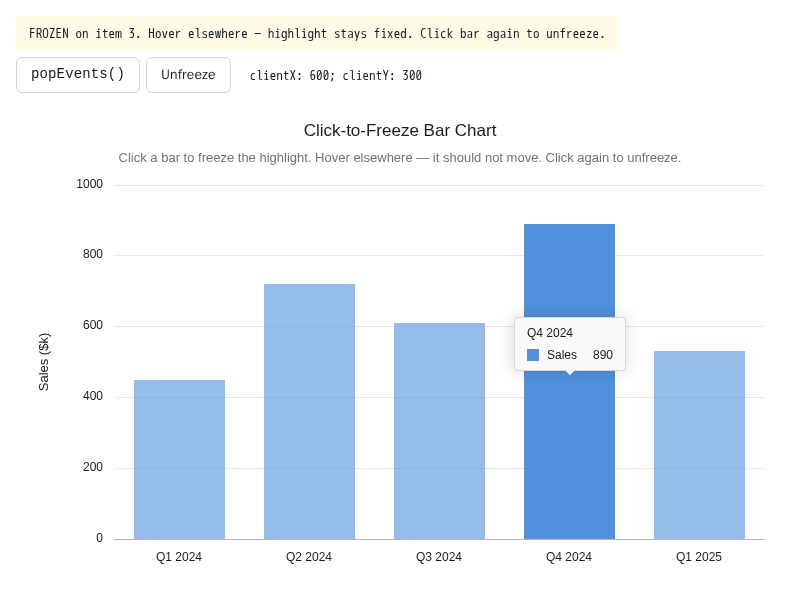 FROZEN on item 3. Hover elsewhere — highlight stays fixed. Click bar again to unfreeze.
popEvents() Unfreeze clientX: 600; clientY: 300
Click-to-Freeze Bar Chart
Click a bar to freeze the highlight. Hover elsewhere — it should not move. Click again to unfreeze.
1000
800
600
400
200
0
Sales ($k)
Q4 2024
Sales 890
Q1 2024 Q2 2024 Q3 2024 Q4 2024 Q1 2025